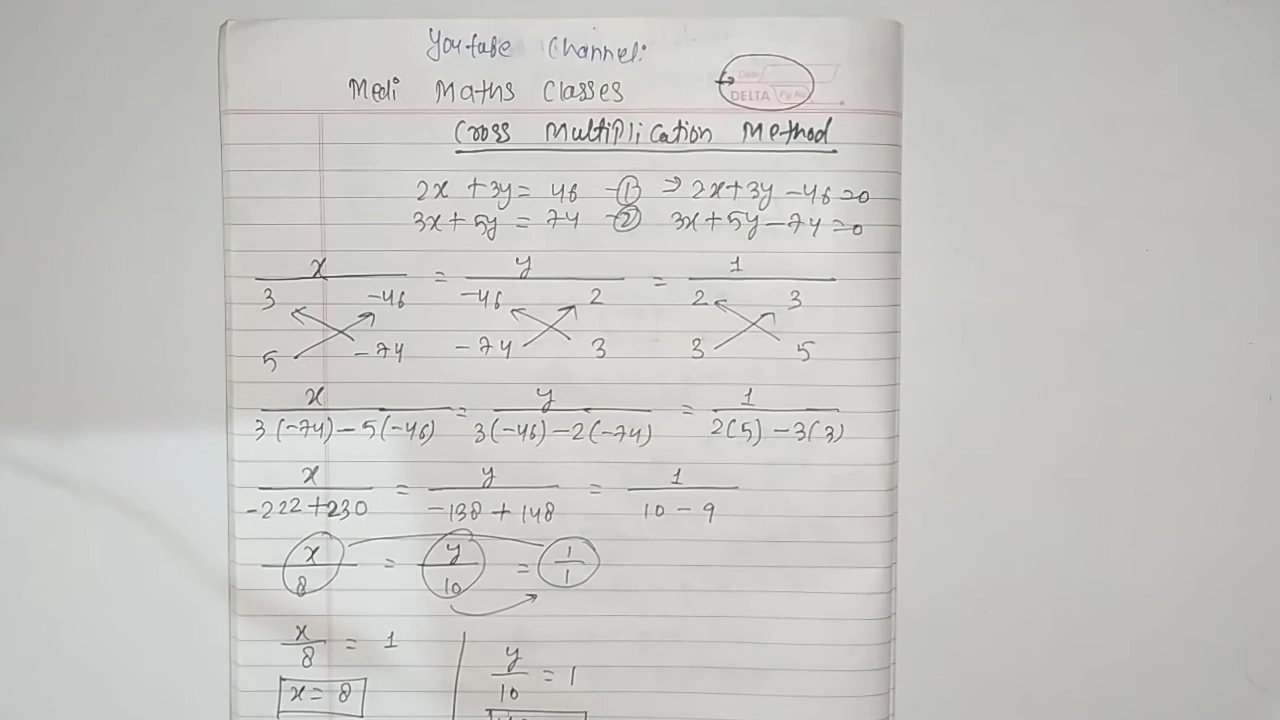 Youtube Channel:
Medi Maths Classes
DELTA Pg No.
Cross Multiplication Method
2x + 3y = 46 -① ⇒ 2x+3y-46=0
3x + 5y = 74 -② 3x+5y-74=0
x = y = 1
3 -46 -46 2 2 3
5 -74 -74 3 3 5
x = y = 1
3(-74)-5(-46) 3(-46)-2(-74) 2(5)-3(3)
x = y = 1
-222+230 -138+148 10-9
x = y = 1
8 10 1
x/8 = 1
y/10 = 1
x = 8